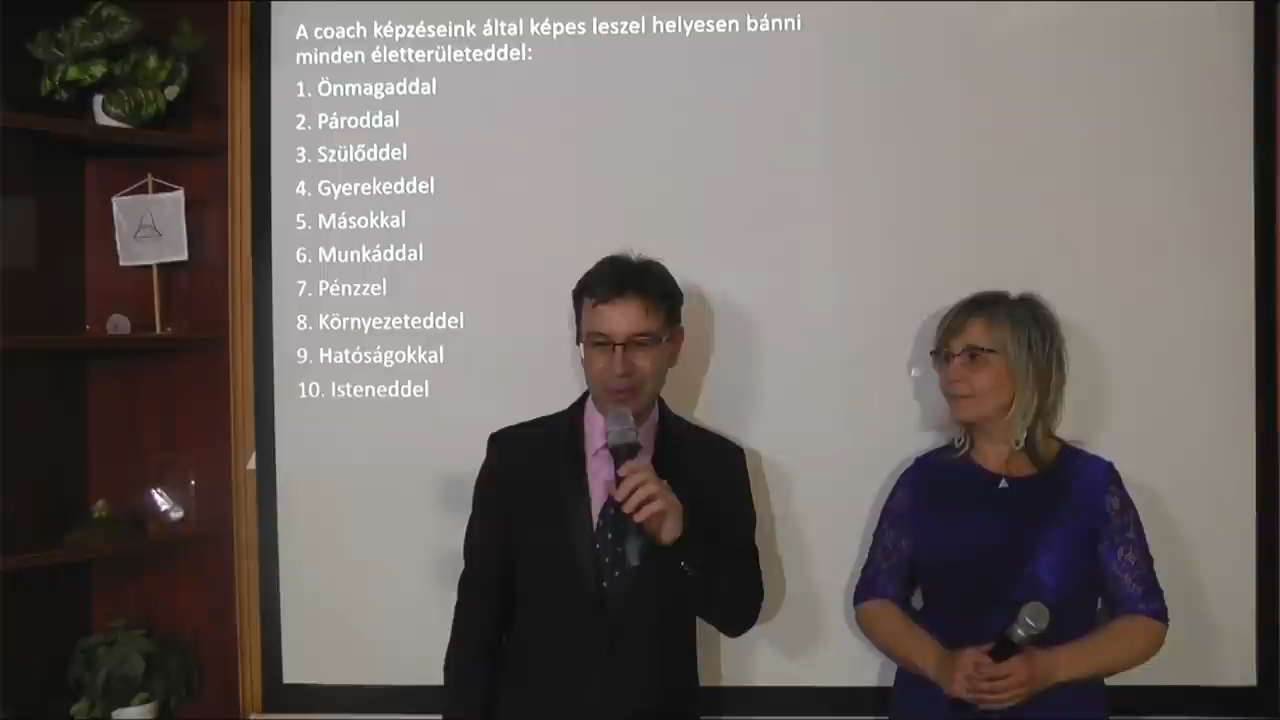 A coach képzéseink által képes leszel helyesen bánni
minden életterületeddel:
1. Önmagaddal
2. Pároddal
3. Szülőddel
4. Gyerekeddel
5. Másokkal
6. Munkáddal
7. Pénzzel
8. Környezeteddel
9. Hatóságokkal
10. Isteneddel